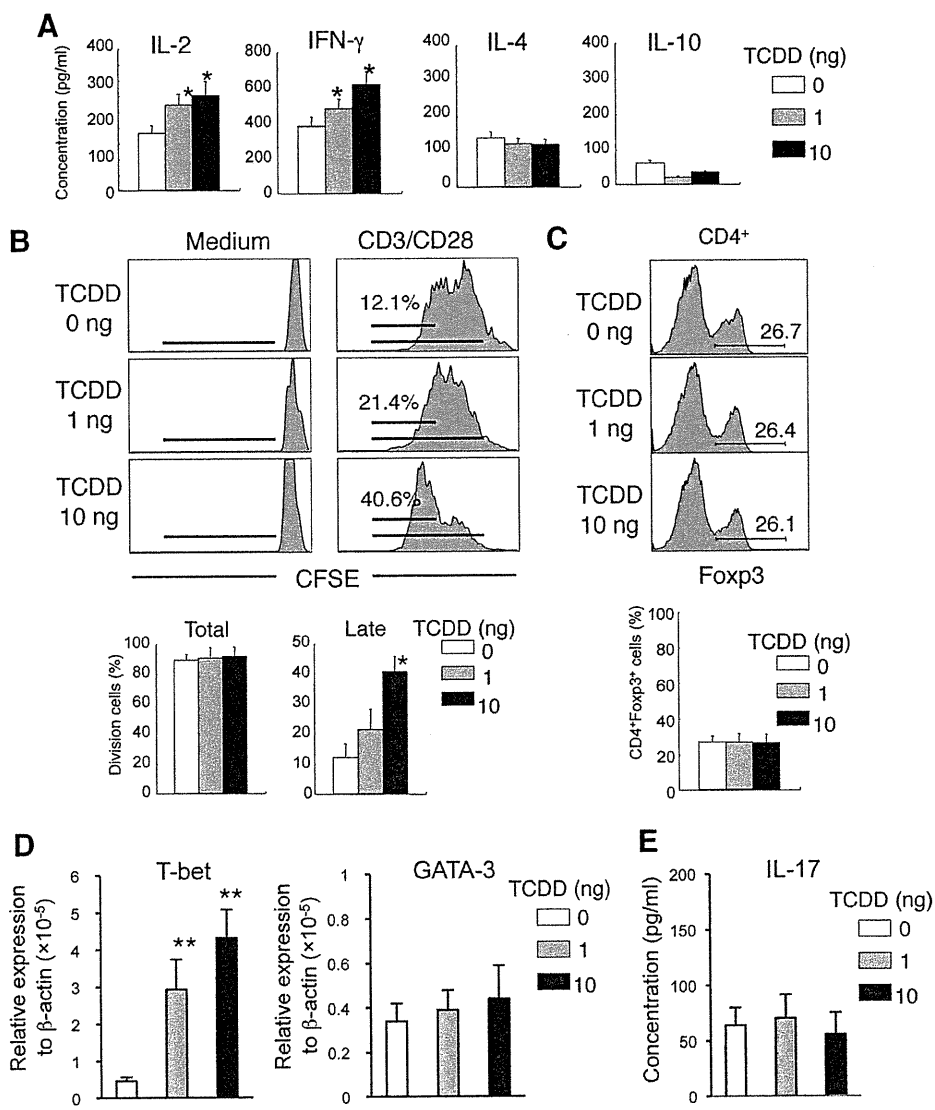 A
IL-2
IFN-γ
IL-4
IL-10
TCDD (ng)
Concentration (pg/ml)
400
300
200
100
0
*
*
800
600
400
200
0
*
*
400
300
200
100
0
400
300
200
100
0
0
1
10
B
Medium
CD3/CD28
TCDD
0 ng
12.1%
TCDD
1 ng
21.4%
TCDD
10 ng
40.6%
CFSE
Total
Late
TCDD (ng)
Division cells (%)
100
80
60
40
20
0
50
40
30
20
10
0
*
0
1
10
C
CD4+
TCDD
0 ng
26.7
TCDD
1 ng
26.4
TCDD
10 ng
26.1
Foxp3
CD4+Foxp3+ cells (%)
100
80
60
40
20
0
TCDD (ng)
0
1
10
D
T-bet
Relative expression
to β-actin (×10-5)
6
5
4
3
2
1
0
**
**
GATA-3
Relative expression
to β-actin (×10-5)
1
0.8
0.6
0.4
0.2
0
TCDD (ng)
0
1
10
E
IL-17
Concentration (pg/ml)
200
150
100
50
0
TCDD (ng)
0
1
10